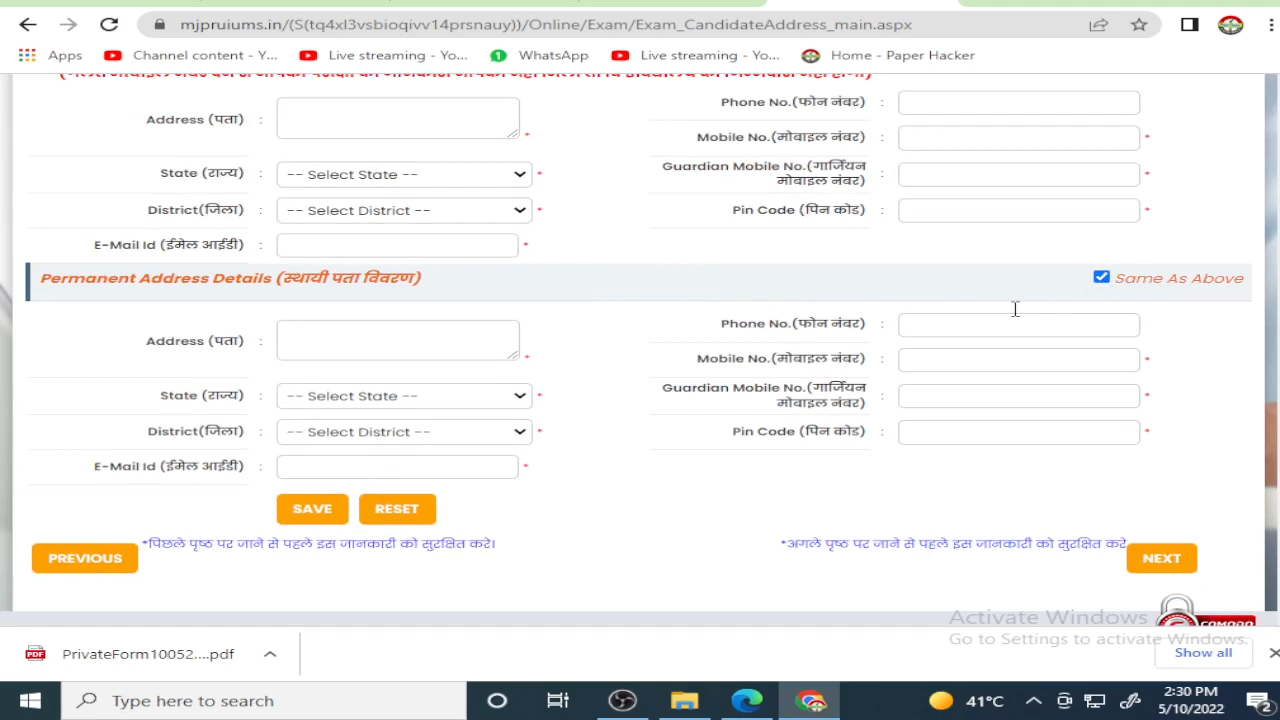 mjpruiums.in/(S(tq4xl3vsbioqivv14prsnauy))/Online/Exam/Exam_CandidateAddress_main.aspx
Apps Channel content - Y... Live streaming - Yo... WhatsApp Live streaming - Yo... Home - Paper Hacker
Address (पता) :
*
State (राज्य) : -- Select State -- *
District(जिला) : -- Select District -- *
E-Mail Id (ईमेल आईडी) : *
Phone No.(फोन नंबर) :
Mobile No.(मोबाइल नंबर) : *
Guardian Mobile No.(गार्जियन
मोबाइल नंबर) : *
Pin Code (पिन कोड) : *
Permanent Address Details (स्थायी पता विवरण) Same As Above
Address (पता) :
*
State (राज्य) : -- Select State -- *
District(जिला) : -- Select District -- *
E-Mail Id (ईमेल आईडी) : *
Phone No.(फोन नंबर) :
Mobile No.(मोबाइल नंबर) : *
Guardian Mobile No.(गार्जियन
मोबाइल नंबर) : *
Pin Code (पिन कोड) : *
SAVE RESET
*पिछले पृष्ठ पर जाने से पहले इस जानकारी को सुरक्षित करे। *अगले पृष्ठ पर जाने से पहले इस जानकारी को सुरक्षित करे
PREVIOUS NEXT
Activate Windows
Go to Settings to activate Windows.
PrivateForm10052....pdf Show all
Type here to search 41°C 2:30 PM
5/10/2022 2